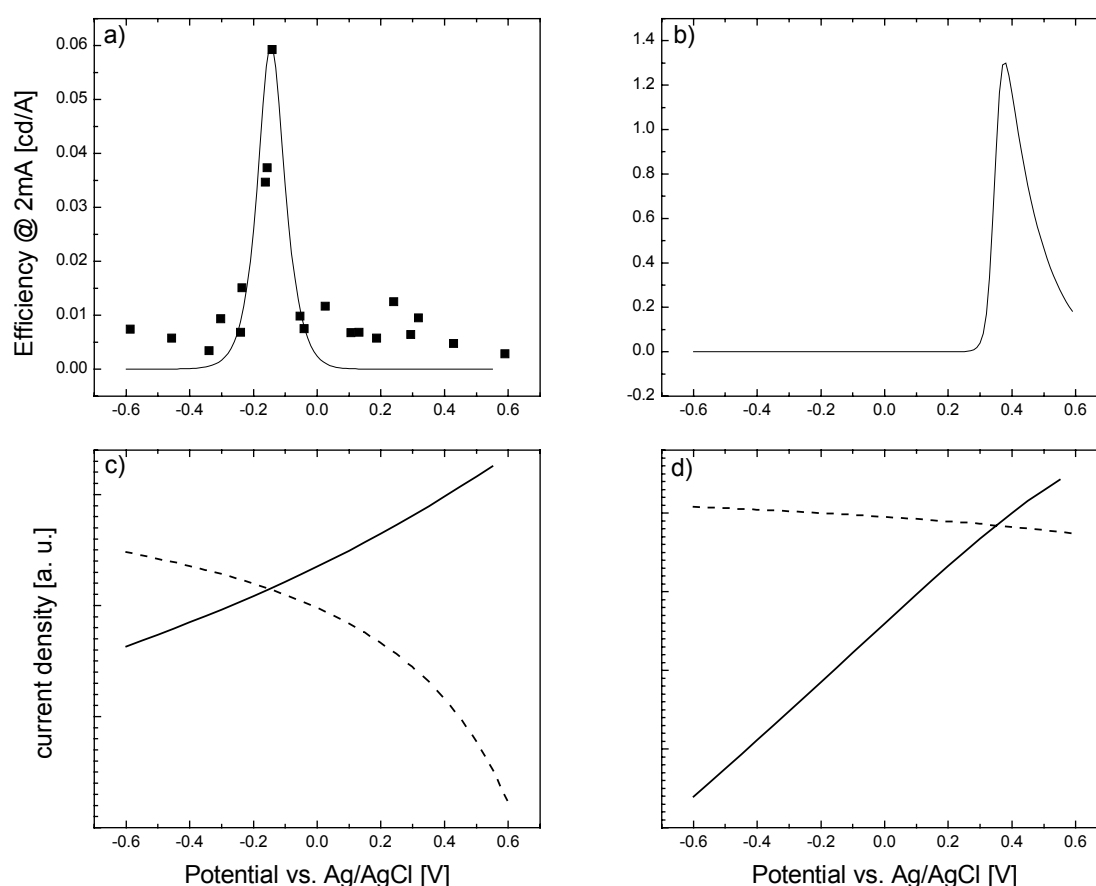 a)
Efficiency @ 2mA [cd/A]
0.06
0.05
0.04
0.03
0.02
0.01
0.00
-0.6 -0.4 -0.2 0.0 0.2 0.4 0.6
b)
1.4
1.2
1.0
0.8
0.6
0.4
0.2
0.0
-0.2
-0.6 -0.4 -0.2 0.0 0.2 0.4 0.6
c)
current density [a. u.]
-0.6 -0.4 -0.2 0.0 0.2 0.4 0.6
Potential vs. Ag/AgCl [V]
d)
-0.6 -0.4 -0.2 0.0 0.2 0.4 0.6
Potential vs. Ag/AgCl [V]